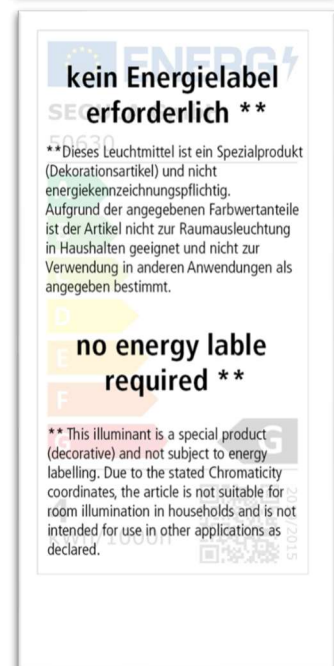 ENERG
kein Energielabel
erforderlich **
50630
**Dieses Leuchtmittel ist ein Spezialprodukt
(Dekorationsartikel) und nicht
energiekennzeichnungspflichtig.
Aufgrund der angegebenen Farbwertanteile
ist der Artikel nicht zur Raumausleuchtung
in Haushalten geeignet und nicht zur
Verwendung in anderen Anwendungen als
angegeben bestimmt.
D
no energy lable
E
required **
F
G
** This illuminant is a special product
(decorative) and not subject to energy
labelling. Due to the stated Chromaticity
coordinates, the article is not suitable for
room illumination in households and is not
intended for use in other applications as
declared.
kWh/1000h